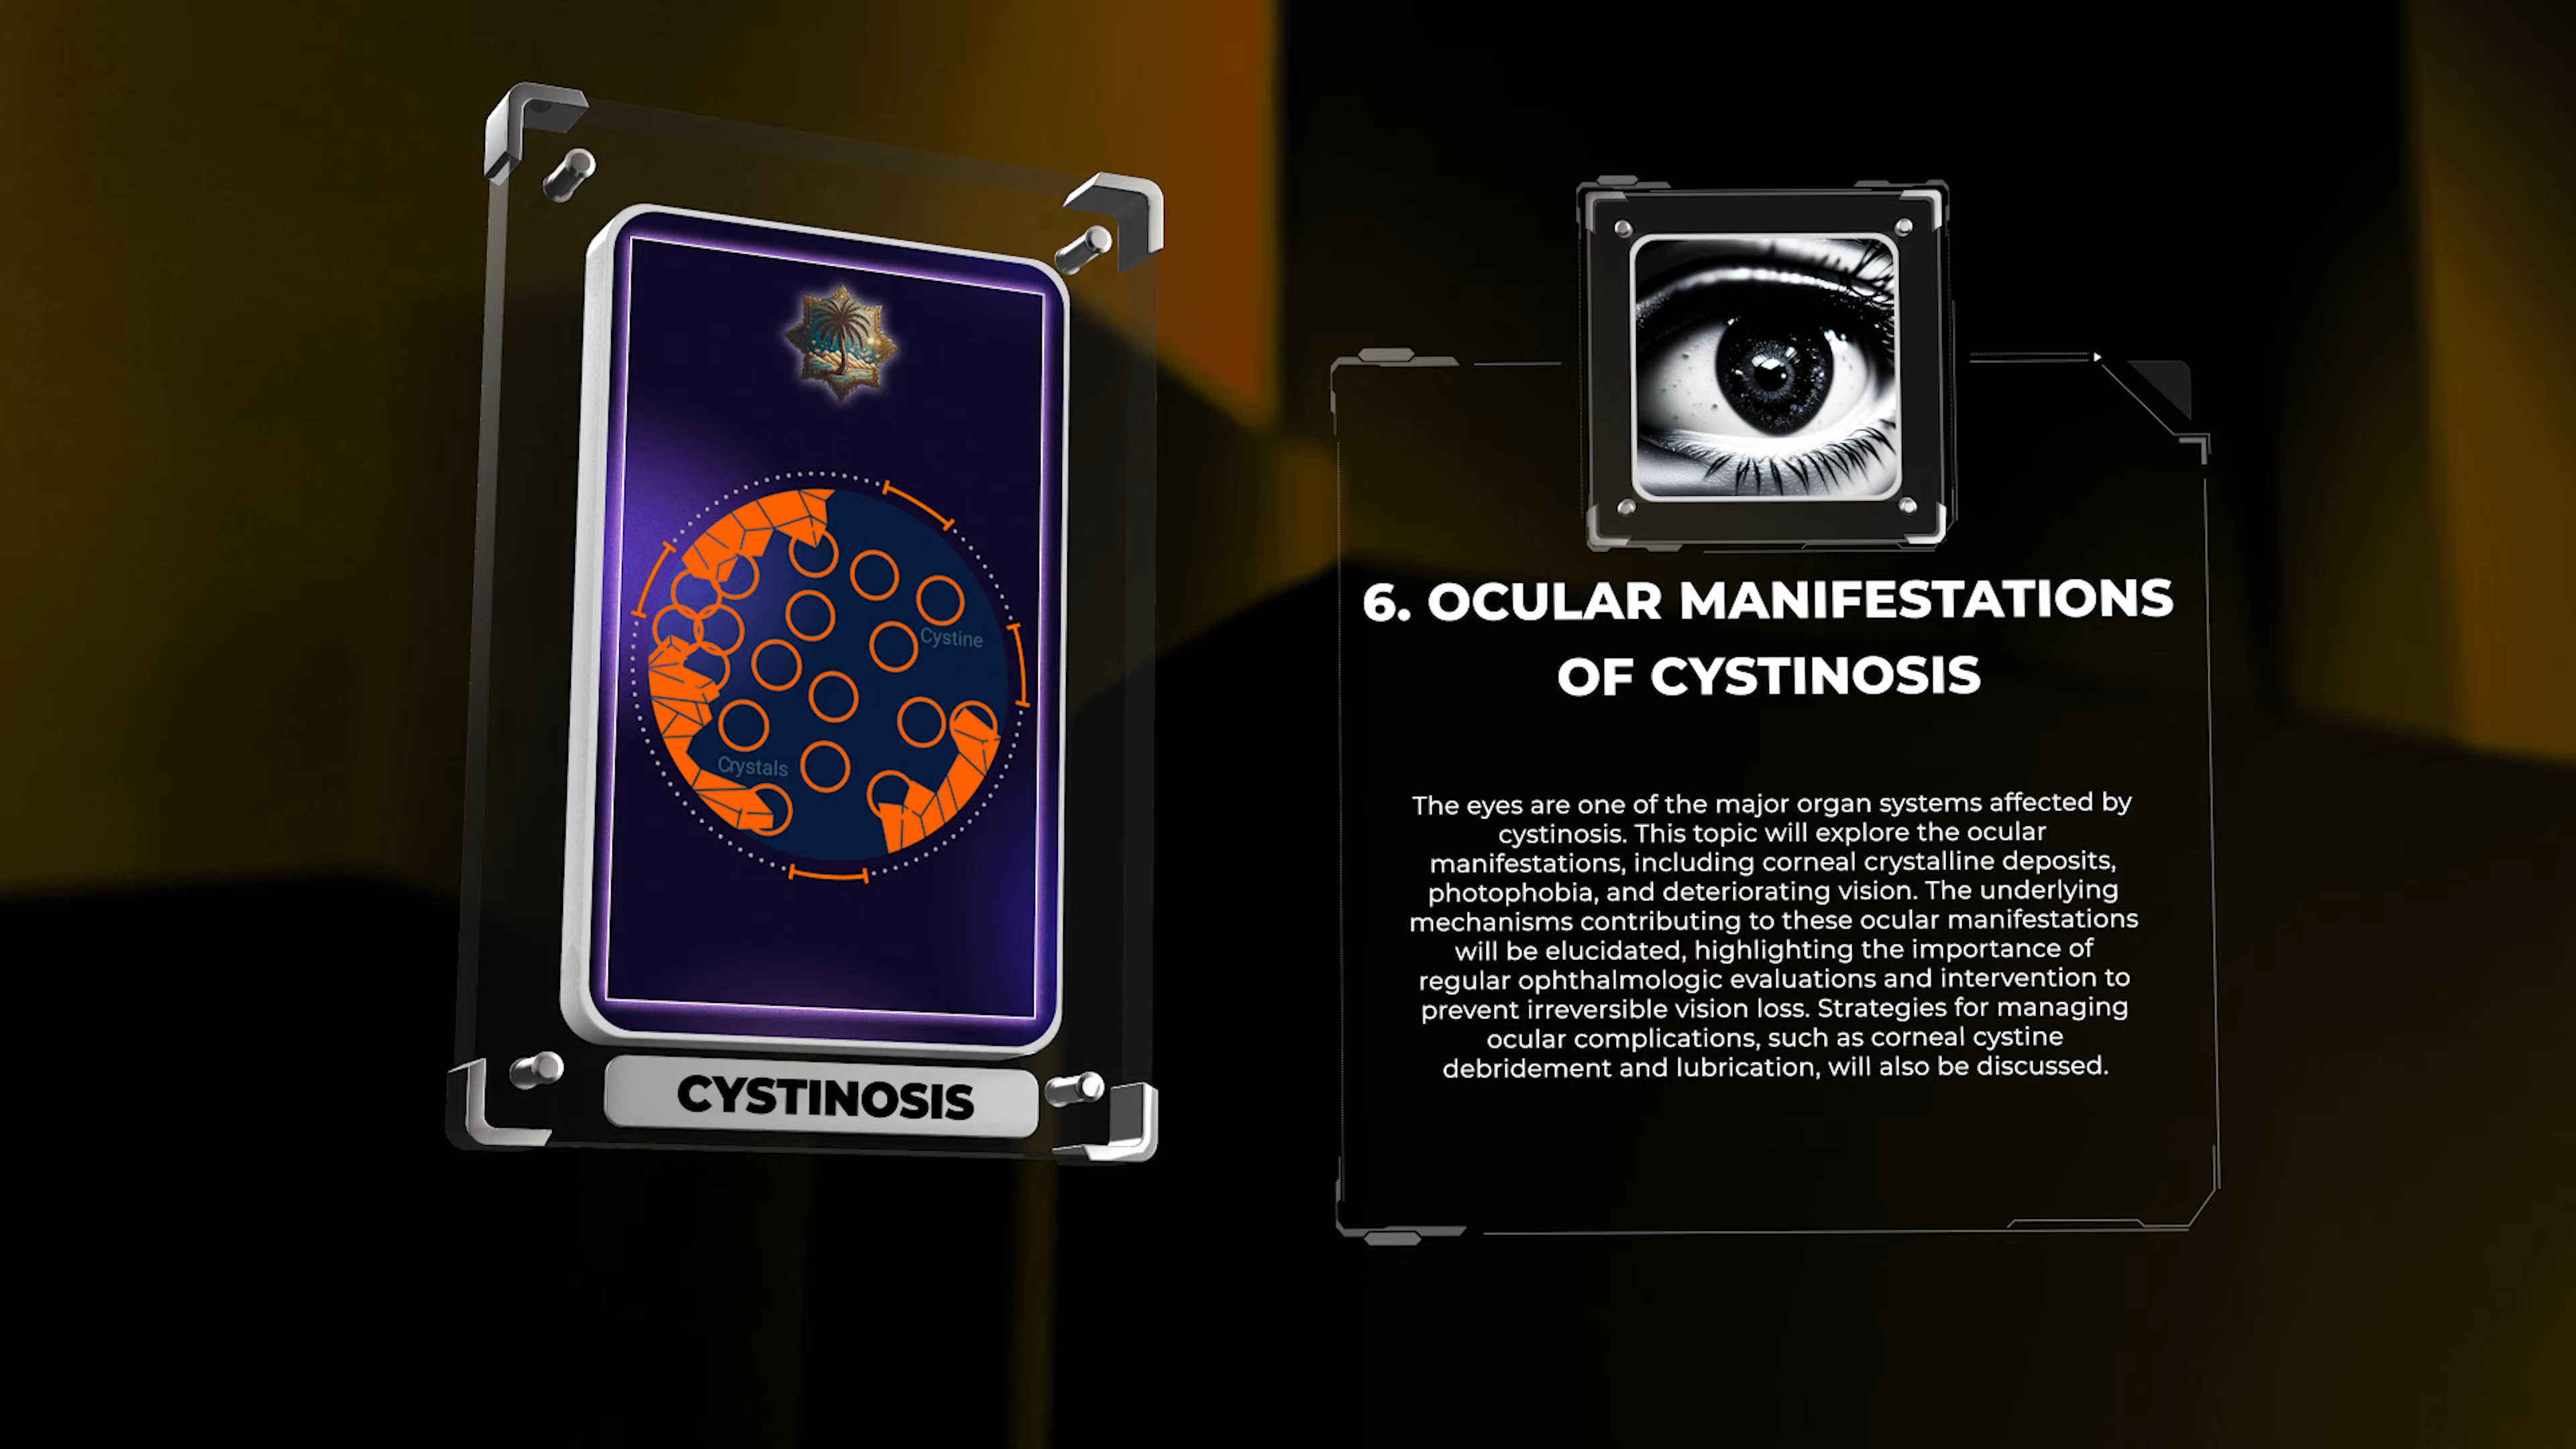 Cystine
Crystals
CYSTINOSIS
6. OCULAR MANIFESTATIONS
OF CYSTINOSIS
The eyes are one of the major organ systems affected by
cystinosis. This topic will explore the ocular
manifestations, including corneal crystalline deposits,
photophobia, and deteriorating vision. The underlying
mechanisms contributing to these ocular manifestations
will be elucidated, highlighting the importance of
regular ophthalmologic evaluations and intervention to
prevent irreversible vision loss. Strategies for managing
ocular complications, such as corneal cystine
debridement and lubrication, will also be discussed.